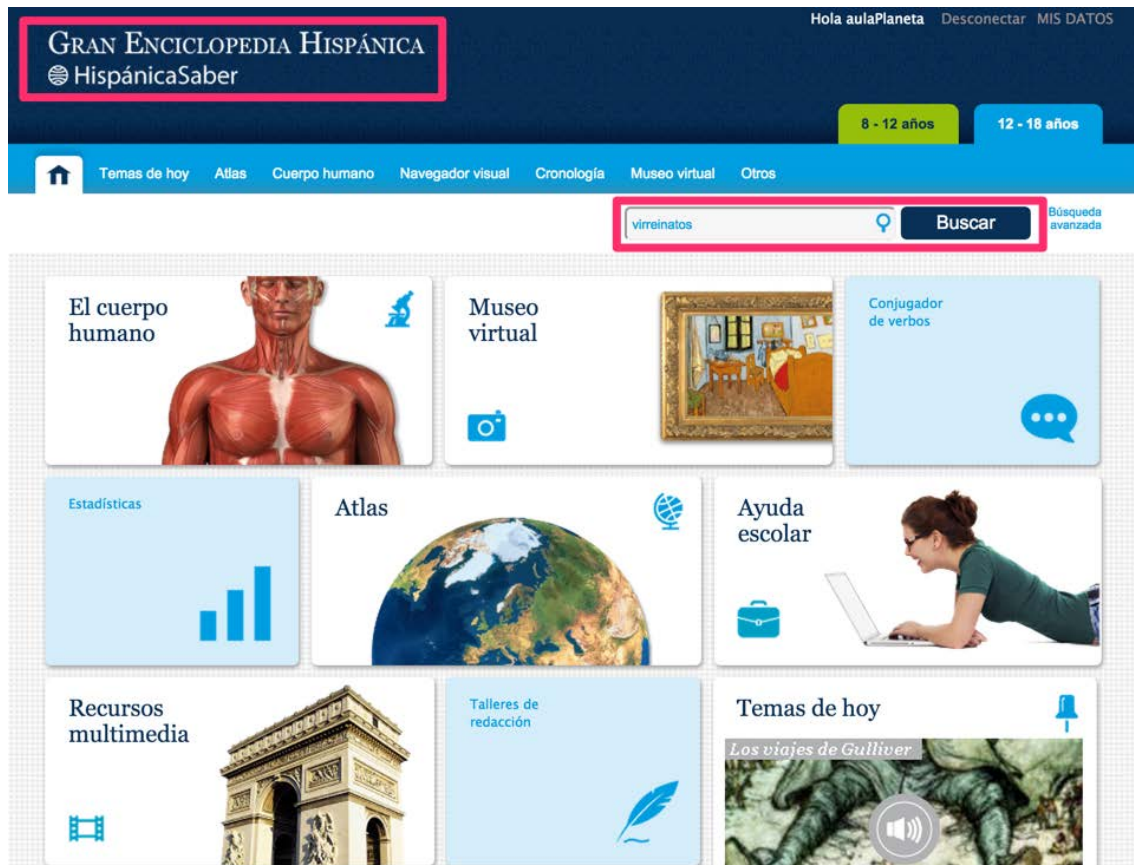 Hola aulaPlaneta Desconectar MIS DATOS
GRAN ENCICLOPEDIA HISPÁNICA
HispánicaSaber
8 - 12 años
12 - 18 años
Temas de hoy Atlas Cuerpo humano Navegador visual Cronología Museo virtual Otros
virreinatos
Buscar
Búsqueda
avanzada
El cuerpo
humano
Museo
virtual
Conjugador
de verbos
Estadísticas
Atlas
Ayuda
escolar
Recursos
multimedia
Talleres de
redacción
Temas de hoy
Los viajes de Gulliver